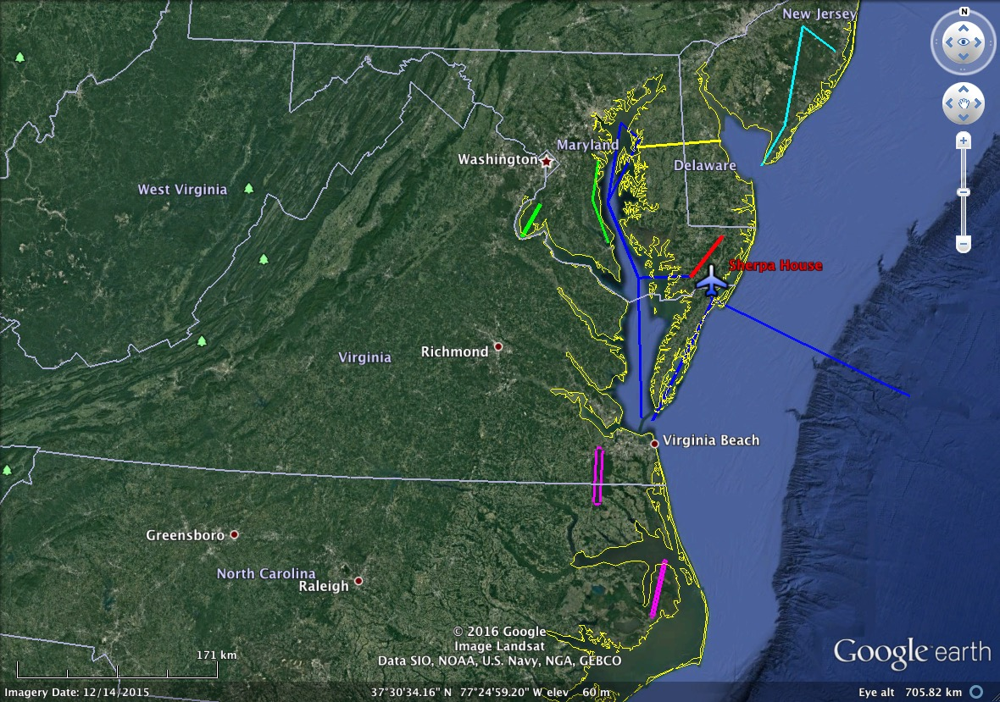 New Jersey
N
Maryland
Washington
Delaware
West Virginia
Sherpa House
Richmond
Virginia
Virginia Beach
Greensboro
North Carolina
Raleigh
© 2016 Google
Image Landsat
Data SIO, NOAA, U.S. Navy, NGA, GEBCO
171 km
Google earth
Imagery Date: 12/14/2015
37°30'34.16" N 77°24'59.20" W elev 60 m
Eye alt 705.82 km